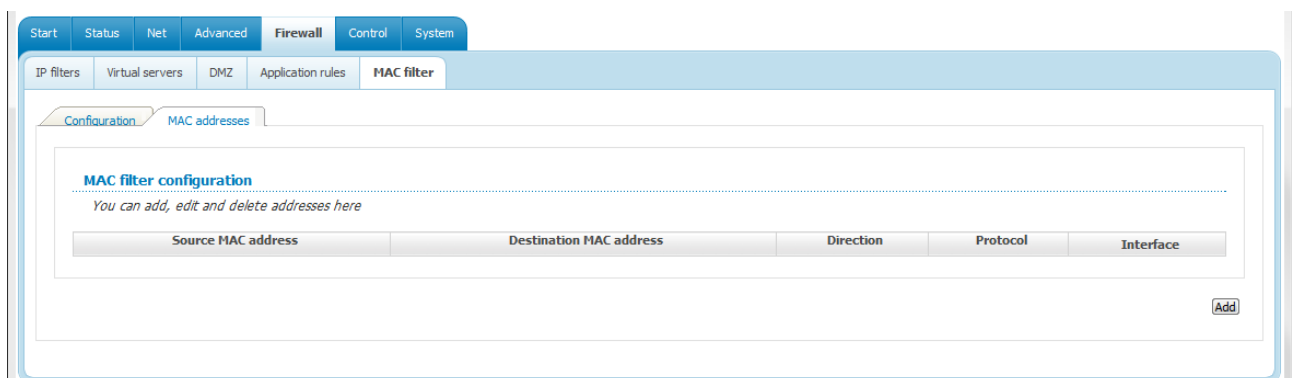 Start Status Net Advanced Firewall Control System
IP filters Virtual servers DMZ Application rules MAC filter
Configuration MAC addresses
MAC filter configuration
You can add, edit and delete addresses here
Source MAC address Destination MAC address Direction Protocol Interface
Add